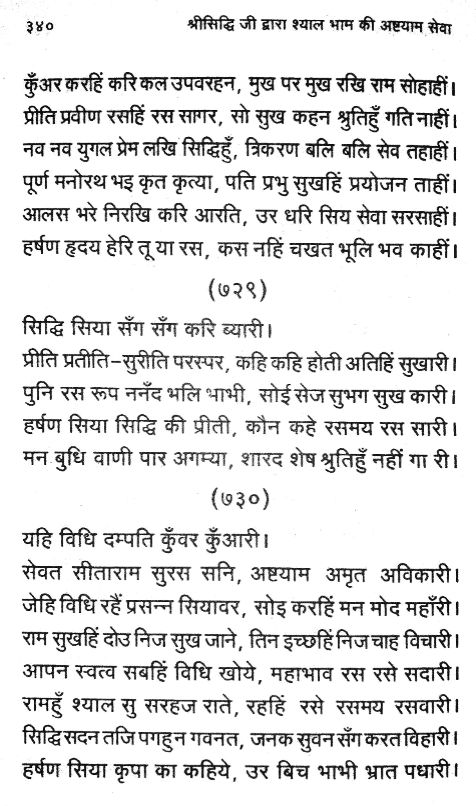 ३४०
श्रीसिद्धि जी द्वारा श्याल भाम की अष्टयाम सेवा
कुँअर करहिं करि कल उपवरहन, मुख पर मुख रखि राम सोहाहीं।
प्रीति प्रवीण रसहिं रस सागर, सो सुख कहन श्रुतिहुँ गति नाहीं।
नव नव युगल प्रेम लखि सिद्धिहुँ, त्रिकरण बलि बलि सेव तहाहीं।
पूर्ण मनोरथ भइ कृत कृत्या, पति प्रभु सुखहिं प्रयोजन ताहीं।
आलस भरे निरखि करि आरति, उर धरि सिय सेवा सरसाहीं।
हर्षण हृदय हेरि तू या रस, कस नहिं चखत भूलि भव काहीं।
(७२९)
सिद्धि सिया सँग सँग करि ब्यारी।
प्रीति प्रतीति-सुरीति परस्पर, कहि कहि होती अतिहिं सुखारी।
पुनि रस रूप ननँद भलि भाभी, सोई सेज सुभग सुख कारी।
हर्षण सिया सिद्धि की प्रीती, कौन कहे रसमय रस सारी।
मन बुधि वाणी पार अगम्या, शारद शेष श्रुतिहुँ नहीं गा री।
(७३०)
यहि विधि दम्पति कुँवर कुँआरी।
सेवत सीताराम सुरस सनि, अष्टयाम अमृत अविकारी।
जेहि विधि रहैं प्रसन्न सियावर, सोइ करहिं मन मोद महाँरी।
राम सुखहिं दोउ निज सुख जाने, तिन इच्छहिं निज चाह विचारी।
आपन स्वत्व सबहिं विधि खोये, महाभाव रस रसे सदारी।
रामहुँ श्याल सु सरहज राते, रहहिं रसे रसमय रसवारी।
सिद्धि सदन तजि पगहुन गवनत, जनक सुवन सँग करत विहारी।
हर्षण सिया कृपा का कहिये, उर बिच भाभी भ्रात पधारी।